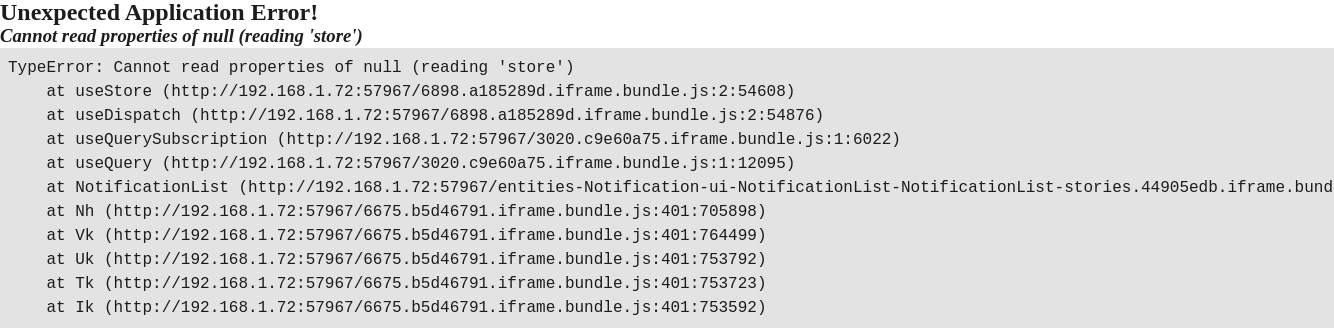 Unexpected Application Error!
Cannot read properties of null (reading 'store')
TypeError: Cannot read properties of null (reading 'store')
at useStore (http://192.168.1.72:57967/6898.a185289d.iframe.bundle.js:2:54608)
at useDispatch (http://192.168.1.72:57967/6898.a185289d.iframe.bundle.js:2:54876)
at useQuerySubscription (http://192.168.1.72:57967/3020.c9e60a75.iframe.bundle.js:1:6022)
at useQuery (http://192.168.1.72:57967/3020.c9e60a75.iframe.bundle.js:1:12095)
at NotificationList (http://192.168.1.72:57967/entities-Notification-ui-NotificationList-NotificationList-stories.44905edb.iframe.bund
at Nh (http://192.168.1.72:57967/6675.b5d46791.iframe.bundle.js:401:705898)
at Vk (http://192.168.1.72:57967/6675.b5d46791.iframe.bundle.js:401:764499)
at Uk (http://192.168.1.72:57967/6675.b5d46791.iframe.bundle.js:401:753792)
at Tk (http://192.168.1.72:57967/6675.b5d46791.iframe.bundle.js:401:753723)
at Ik (http://192.168.1.72:57967/6675.b5d46791.iframe.bundle.js:401:753592)